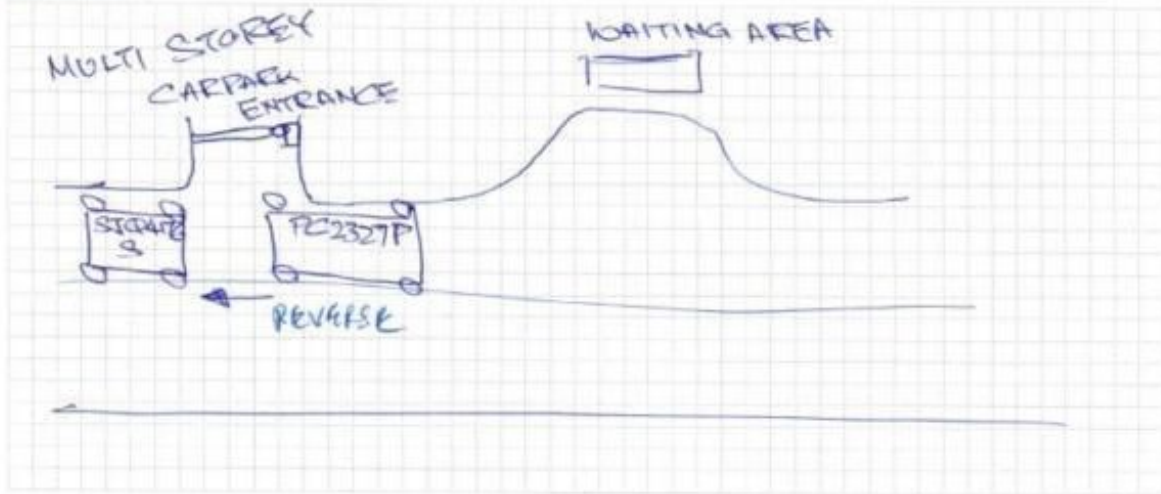 MULTI STOREY
CARPARK
ENTRANCE
WAITING AREA
PC2327P
REVERSE